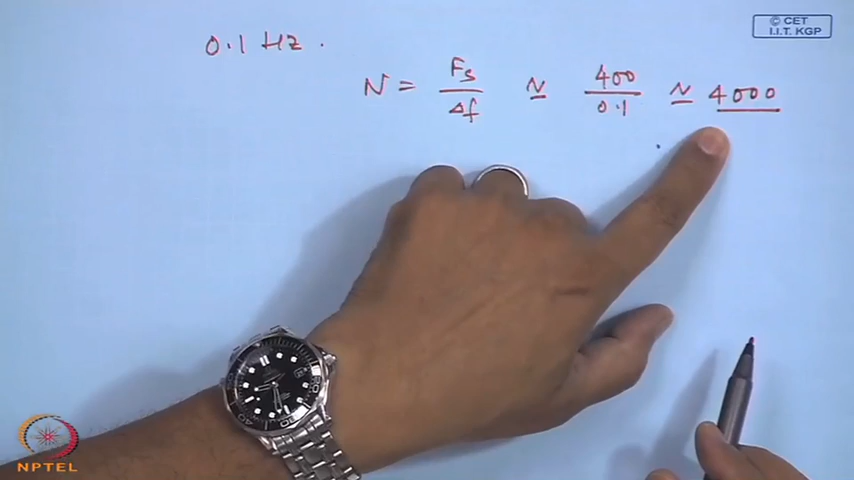 © CET
I.I.T. KGP
0.1 Hz.
N = Fs/Δf ≃ 400/0.1 ≃ 4000
NPTEL